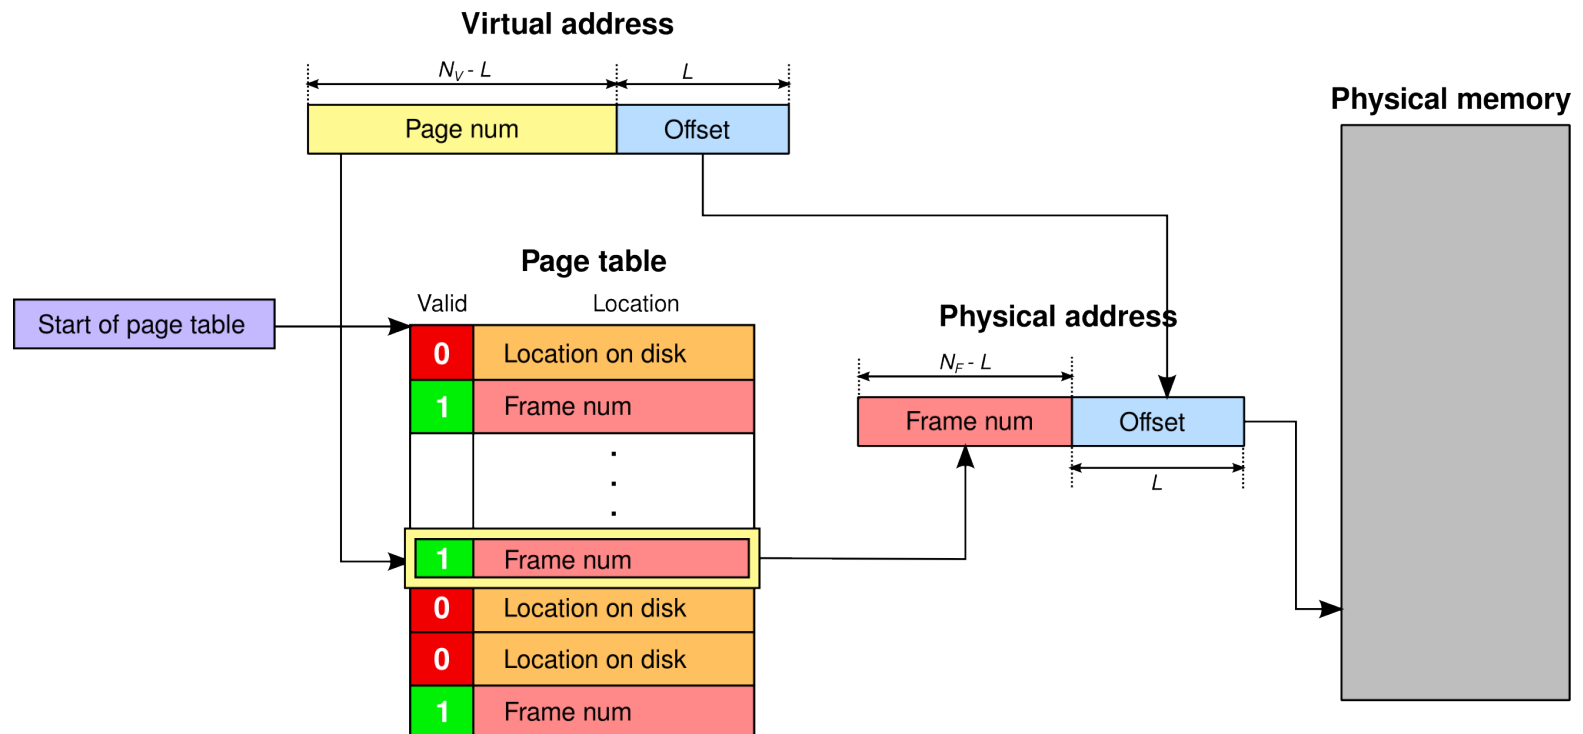 Virtual address
N_V - L
L
Page num
Offset
Physical memory
Page table
Valid
Location
Start of page table
0
Location on disk
1
Frame num
.
.
.
1
Frame num
0
Location on disk
0
Location on disk
1
Frame num
Physical address
N_F - L
Frame num
Offset
L